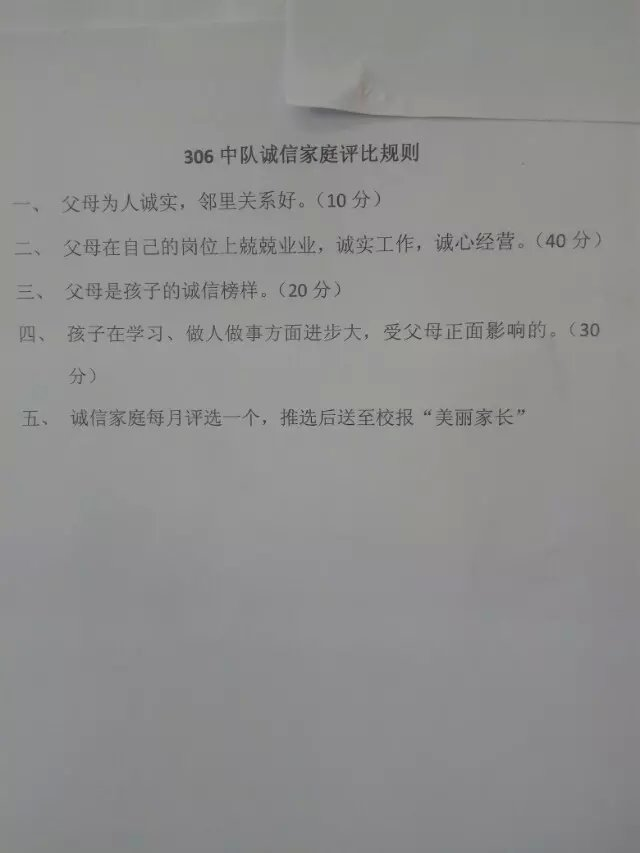 306 中队诚信家庭评比规则
一、 父母为人诚实，邻里关系好。（10 分）
二、 父母在自己的岗位上兢兢业业，诚实工作，诚心经营。（40 分）
三、 父母是孩子的诚信榜样。（20 分）
四、 孩子在学习、做人做事方面进步大，受父母正面影响的。（30
分）
五、 诚信家庭每月评选一个，推选后送至校报“美丽家长”